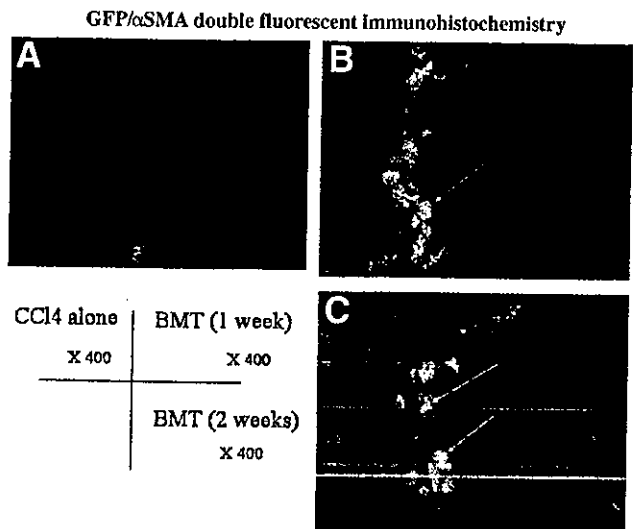 GFP/αSMA double fluorescent immunohistochemistry
A
B
CCl4 alone
X 400
BMT (1 week)
X 400
C
BMT (2 weeks)
X 400